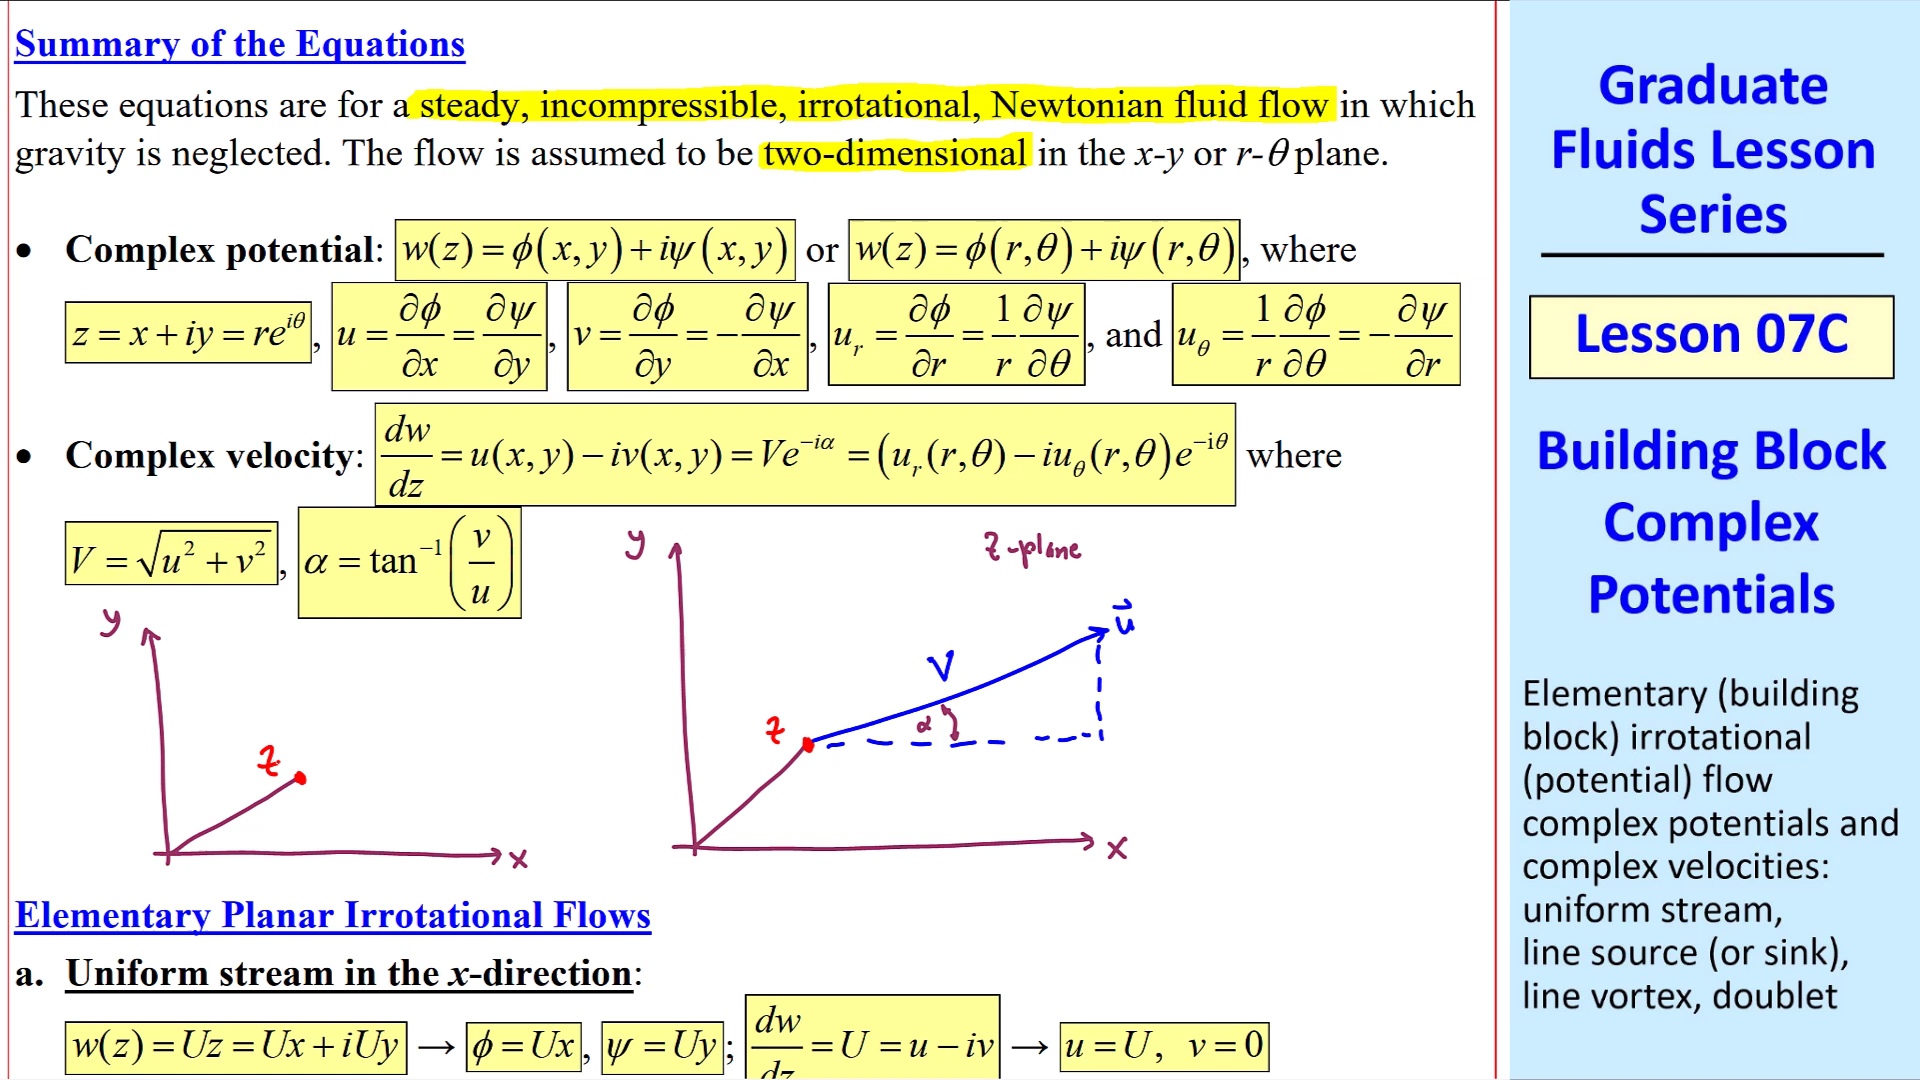 Summary of the Equations
These equations are for a steady, incompressible, irrotational, Newtonian fluid flow in which
gravity is neglected. The flow is assumed to be two-dimensional in the x-y or r-θ plane.
• Complex potential: w(z) = ϕ(x, y) + iψ(x, y) or w(z) = ϕ(r,θ) + iψ(r,θ), where
z = x + iy = re^{iθ}, u = ∂ϕ/∂x = ∂ψ/∂y, v = ∂ϕ/∂y = −∂ψ/∂x, u_r = ∂ϕ/∂r = 1/r ∂ψ/∂θ, and u_θ = 1/r ∂ϕ/∂θ = −∂ψ/∂r
• Complex velocity: dw/dz = u(x, y) − iv(x, y) = Ve^{−iα} = (u_r(r,θ) − iu_θ(r,θ))e^{−iθ} where
V = √(u² + v²), α = tan⁻¹(v/u)
y
z
x
y
z-plane
u⃗
V
α
z
x
Elementary Planar Irrotational Flows
a. Uniform stream in the x-direction:
w(z) = Uz = Ux + iUy → ϕ = Ux, ψ = Uy; dw/dz = U = u − iv → u = U, v = 0
Graduate
Fluids Lesson
Series
Lesson 07C
Building Block
Complex
Potentials
Elementary (building
block) irrotational
(potential) flow
complex potentials and
complex velocities:
uniform stream,
line source (or sink),
line vortex, doublet